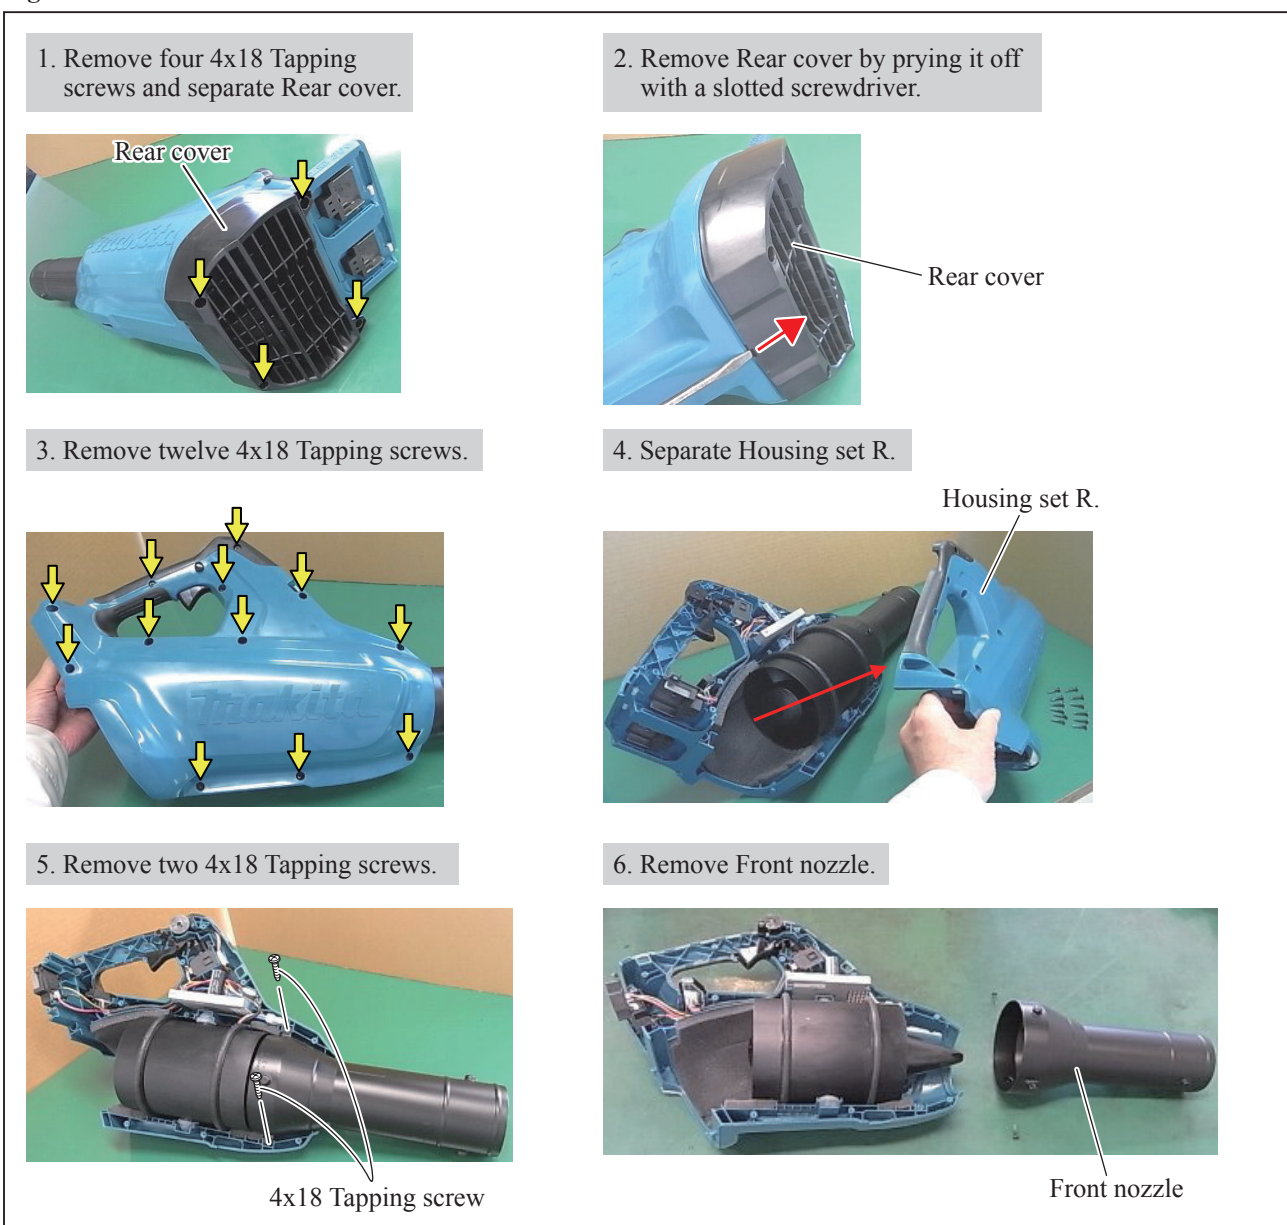 1. Remove four 4x18 Tapping
screws and separate Rear cover.
2. Remove Rear cover by prying it off
with a slotted screwdriver.
Rear cover
Rear cover
3. Remove twelve 4x18 Tapping screws.
4. Separate Housing set R.
Housing set R.
makita
5. Remove two 4x18 Tapping screws.
6. Remove Front nozzle.
4x18 Tapping screw
Front nozzle